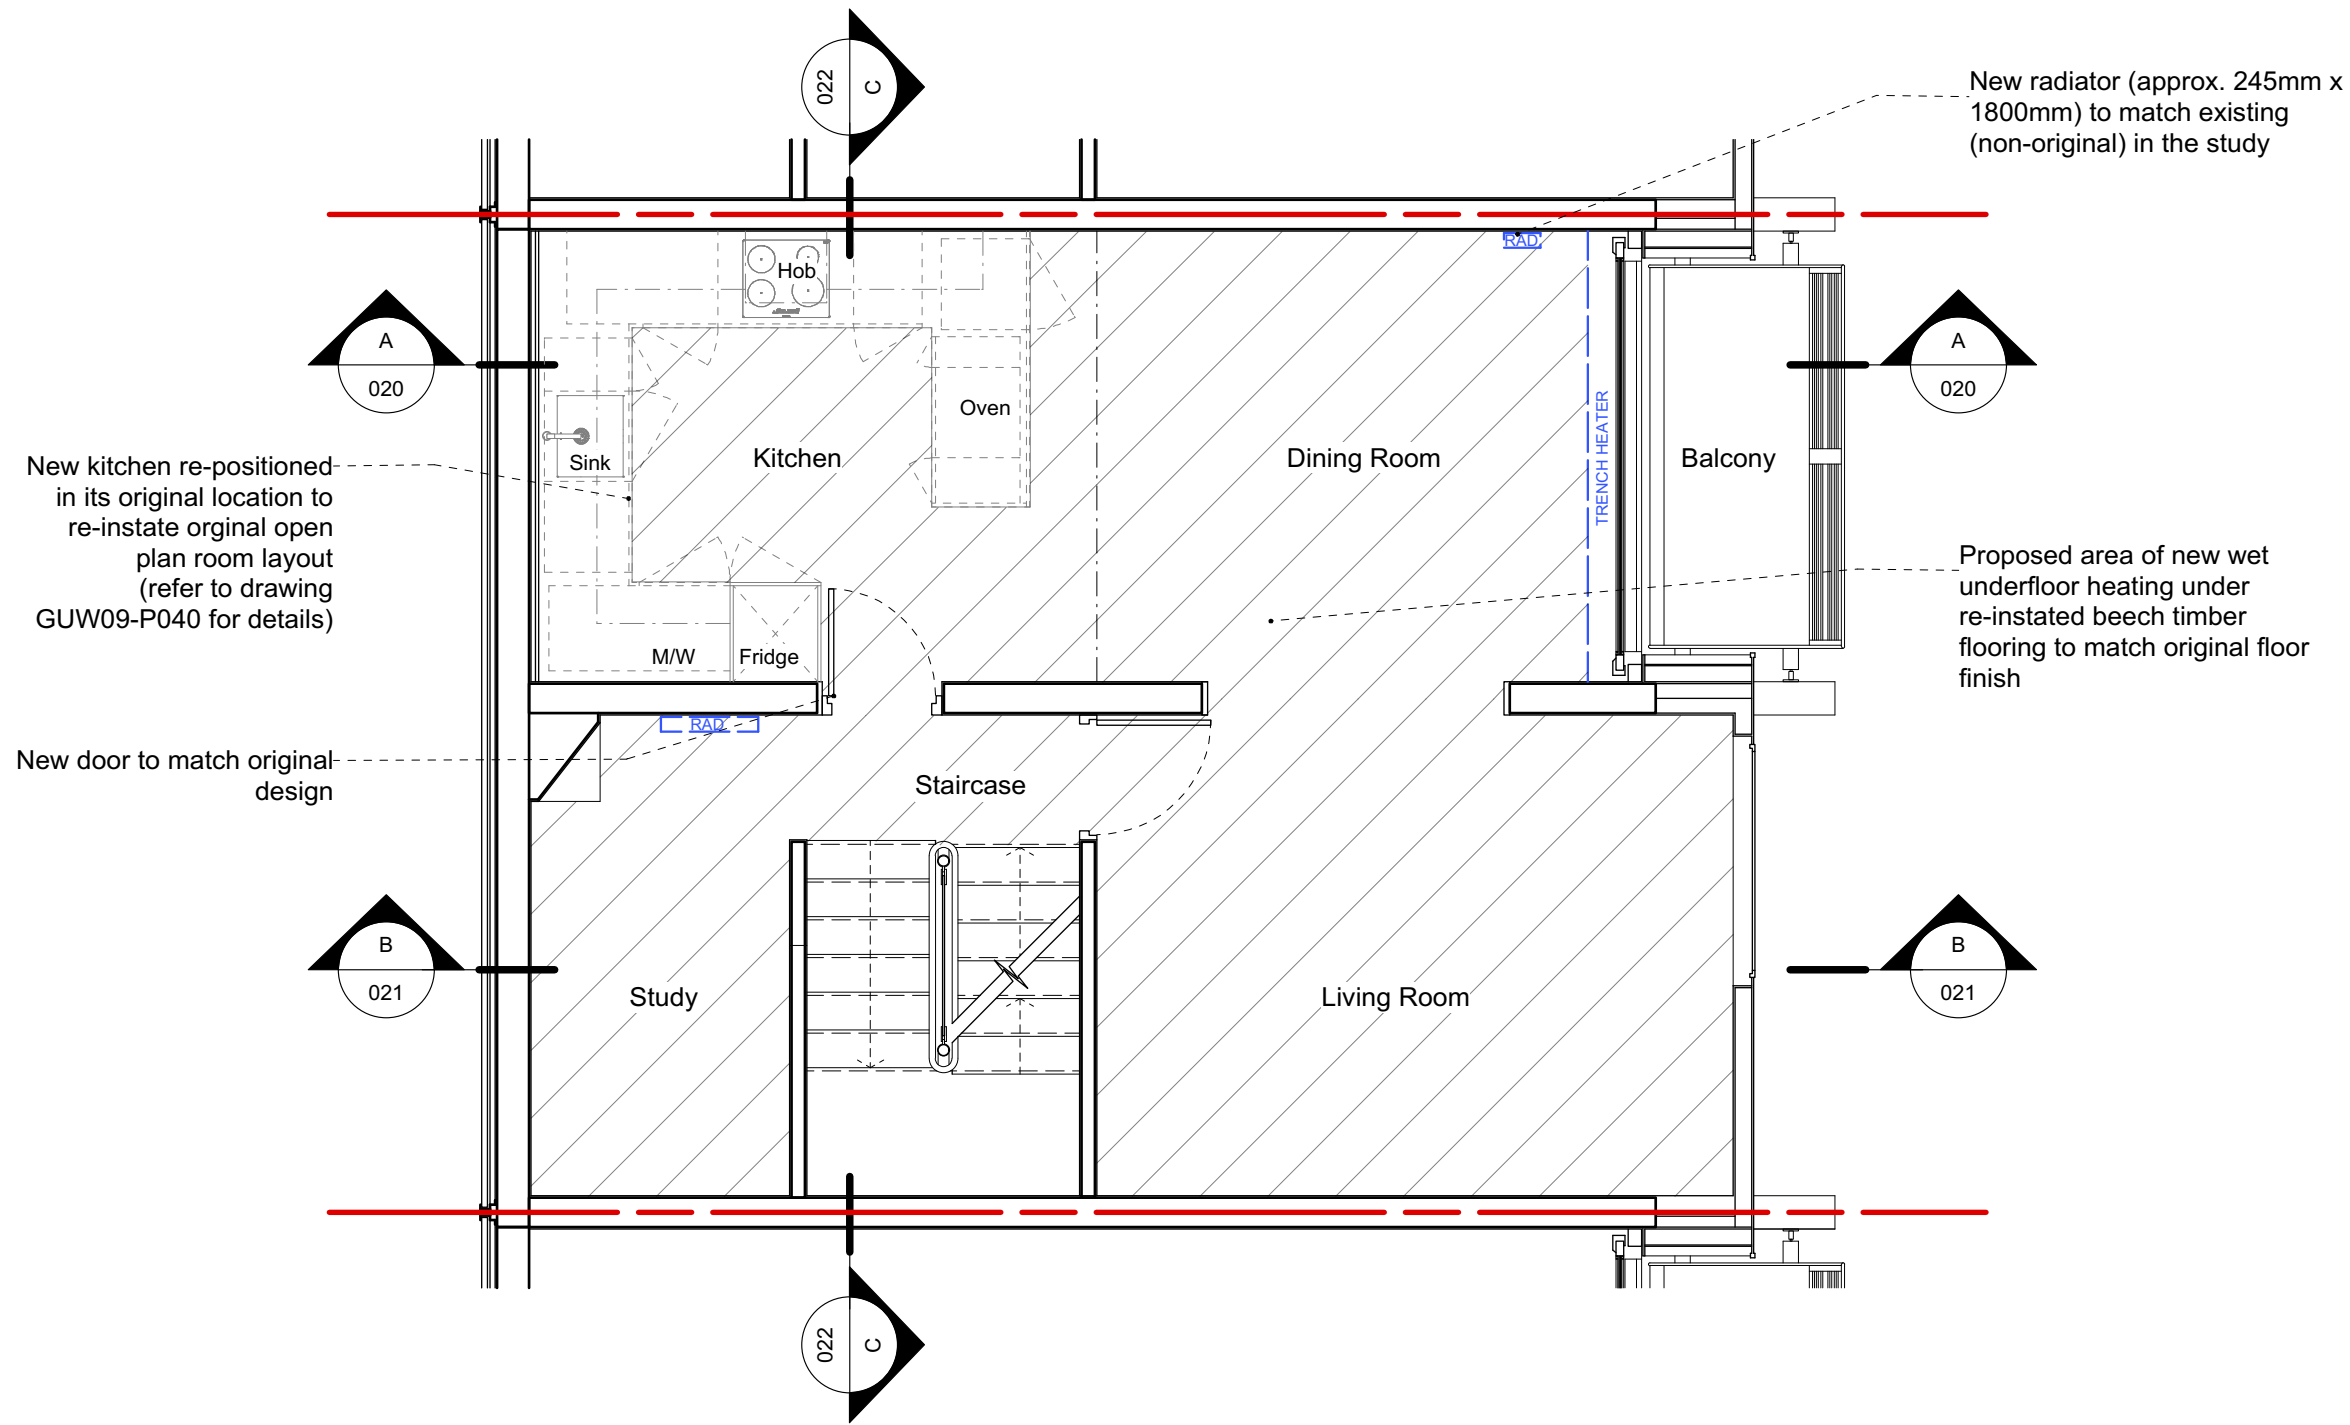 022
C
New radiator (approx. 245mm x
1800mm) to match existing
(non-original) in the study
RAD
Hob
A
020
A
020
TRENCH HEATER
Oven
Sink
Kitchen
Dining Room
Balcony
New kitchen re-positioned
in its original location to
re-instate orginal open
plan room layout
(refer to drawing
GUW09-P040 for details)
Proposed area of new wet
underfloor heating under
re-instated beech timber
flooring to match original floor
finish
M/W
Fridge
RAD
New door to match original
design
Staircase
B
021
B
021
Study
Living Room
022
C